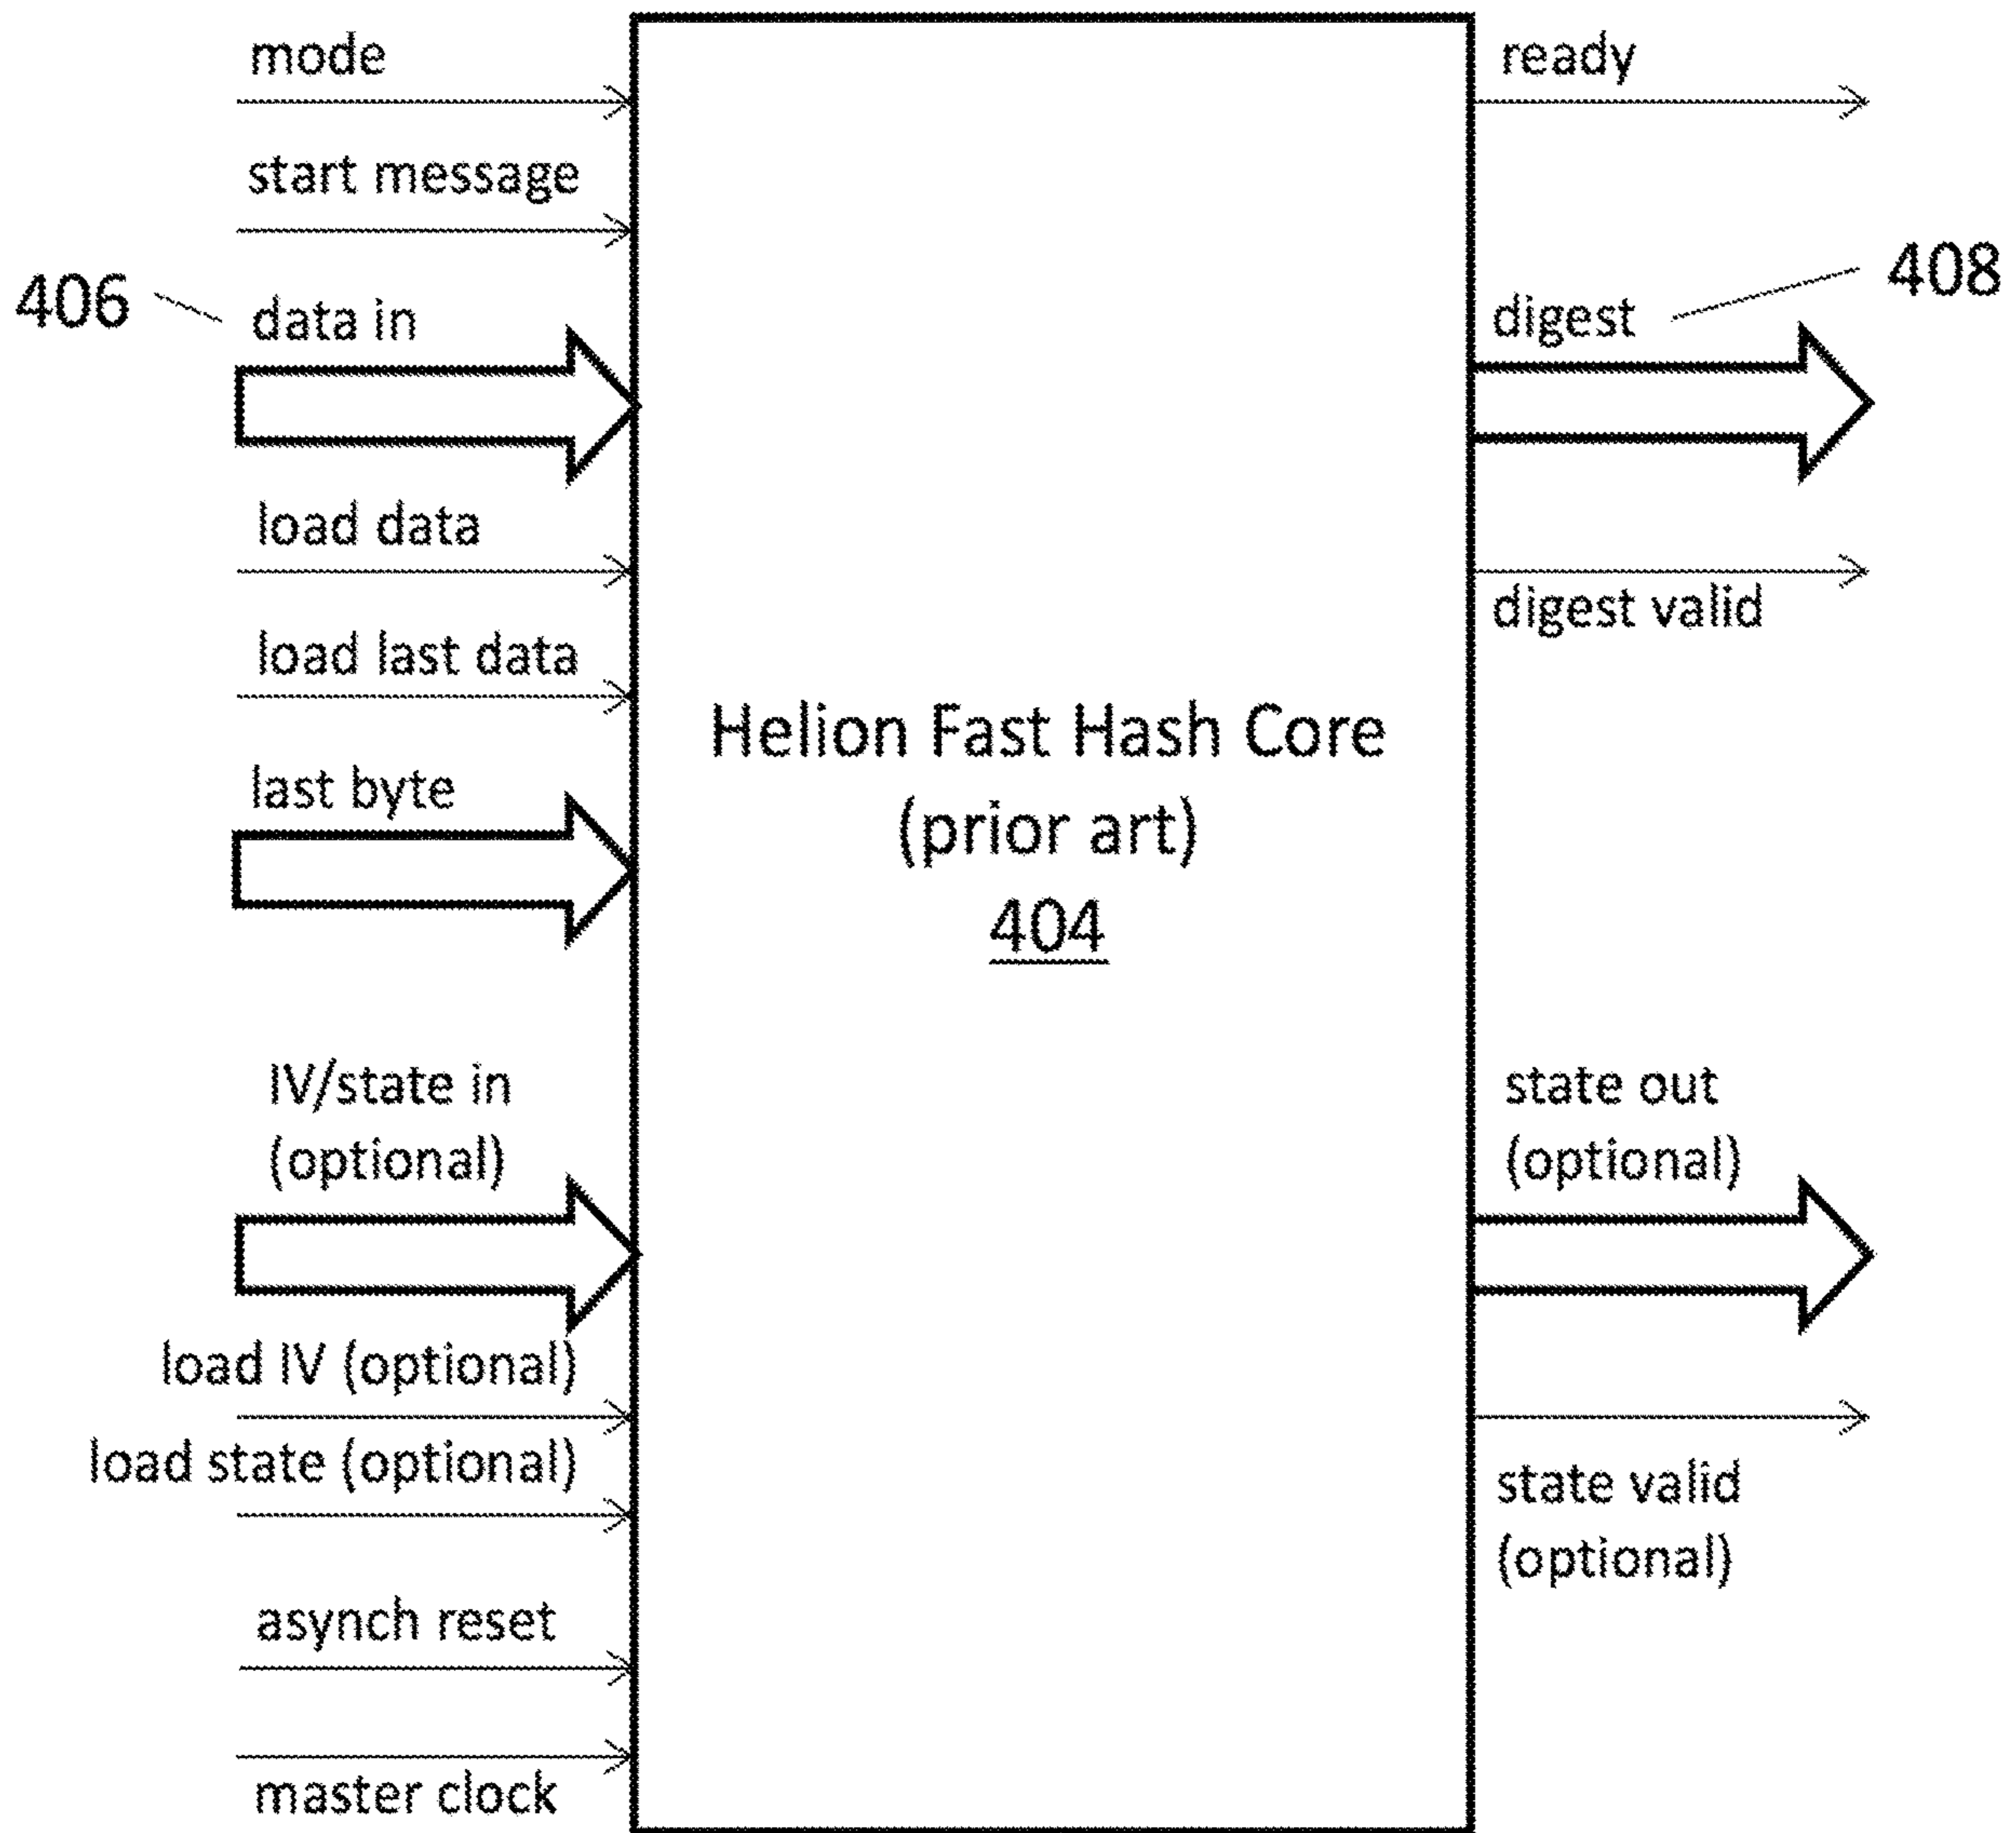 mode
start message
406
data in
load data
load last data
last byte
IV/state in
(optional)
load IV (optional)
load state (optional)
asynch reset
master clock
Helion Fast Hash Core
(prior art)
404
ready
408
digest
digest valid
state out
(optional)
state valid
(optional)